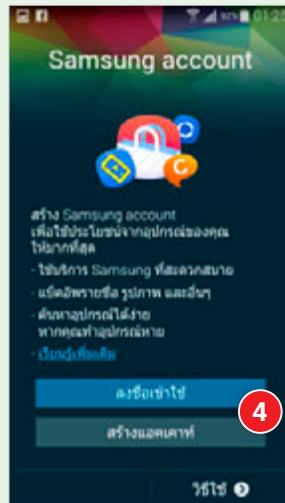 92% 01:25
Samsung account
สร้าง Samsung account
เพื่อใช้ประโยชน์จากอุปกรณ์ของคุณ
ให้มากที่สุด
- ใช้บริการ Samsung ที่สะดวกสบาย
- แบ็คอัพรายชื่อ รูปภาพ และอื่นๆ
- ค้นหาอุปกรณ์ได้ง่าย
หากคุณทำอุปกรณ์หาย
- เรียนรู้เพิ่มเติม
ลงชื่อเข้าใช้
4
สร้างแอคเคาท์
วิธีใช้